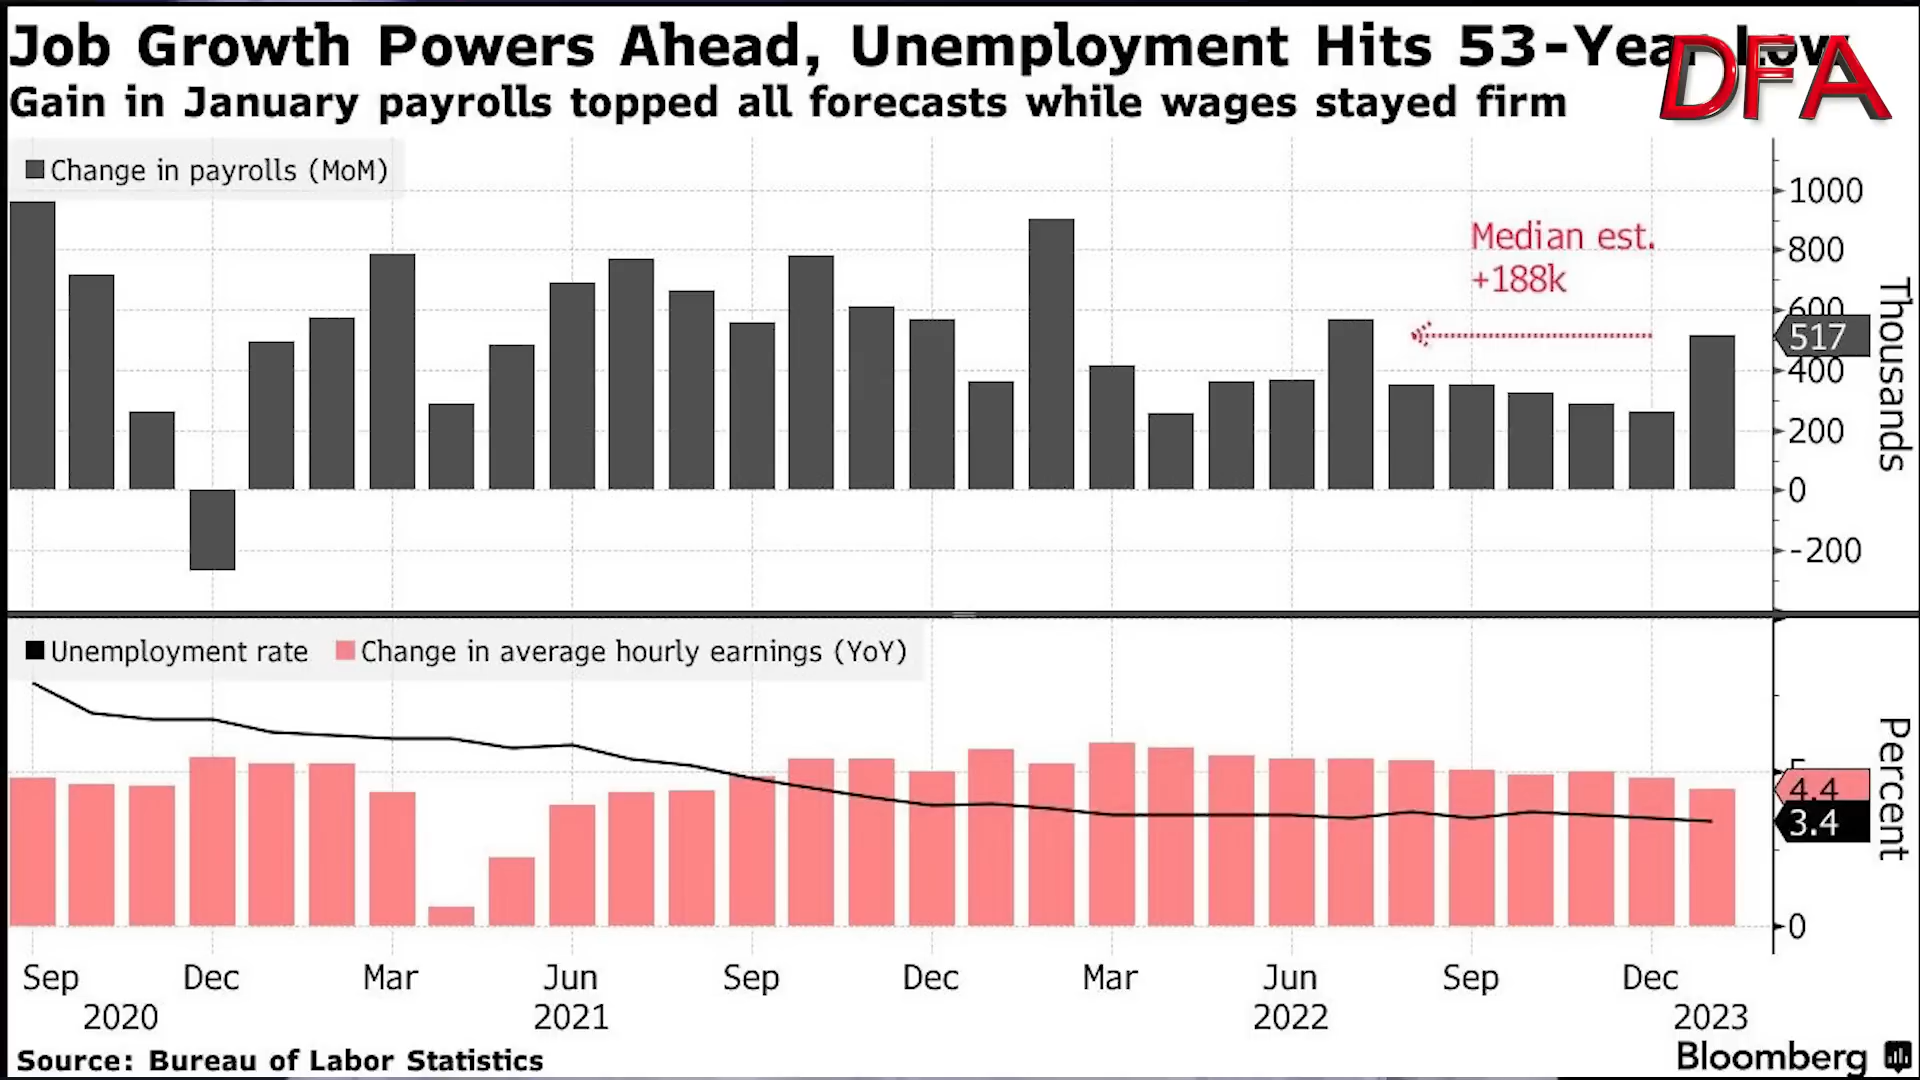 Job Growth Powers Ahead, Unemployment Hits 53-Year Low
DFA
Gain in January payrolls topped all forecasts while wages stayed firm
Change in payrolls (MoM)
1000
800
600
517
400
200
0
-200
Thousands
Median est.
+188k
Unemployment rate Change in average hourly earnings (YoY)
5
4.4
3.4
0
Percent
Sep Dec Mar Jun Sep Dec Mar Jun Sep Dec
2020 2021 2022 2023
Source: Bureau of Labor Statistics
Bloomberg